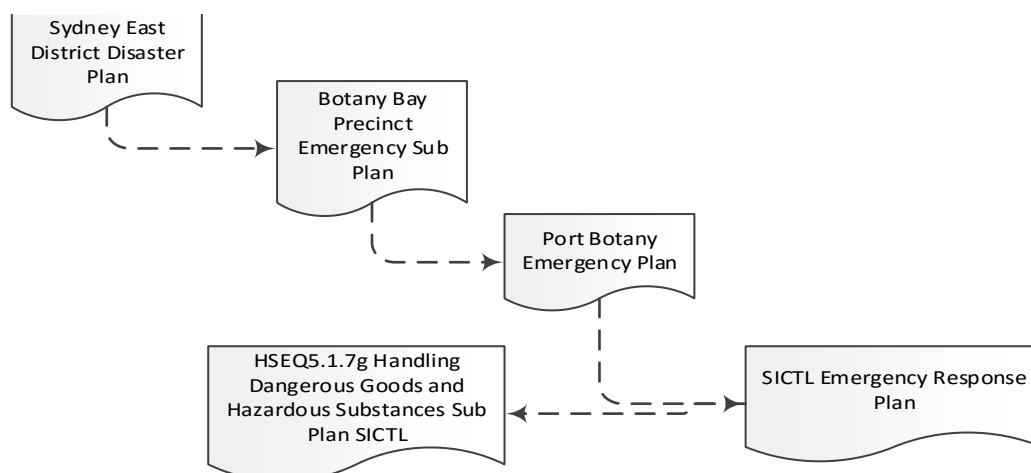 Sydney East
District Disaster
Plan
Botany Bay
Precinct
Emergency Sub
Plan
Port Botany
Emergency Plan
HSEQ5.1.7g Handling
Dangerous Goods and
Hazardous Substances Sub
Plan SICTL
SICTL Emergency Response
Plan